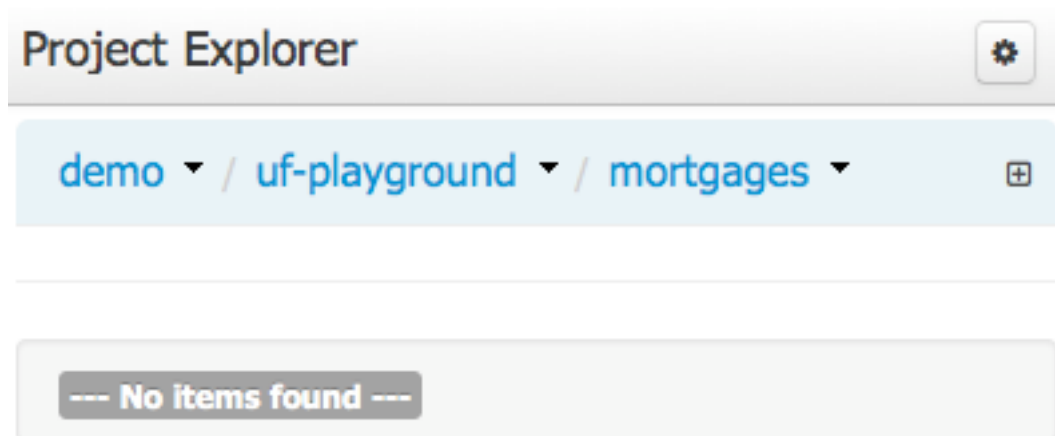 Project Explorer
demo / uf-playground / mortgages
--- No items found ---